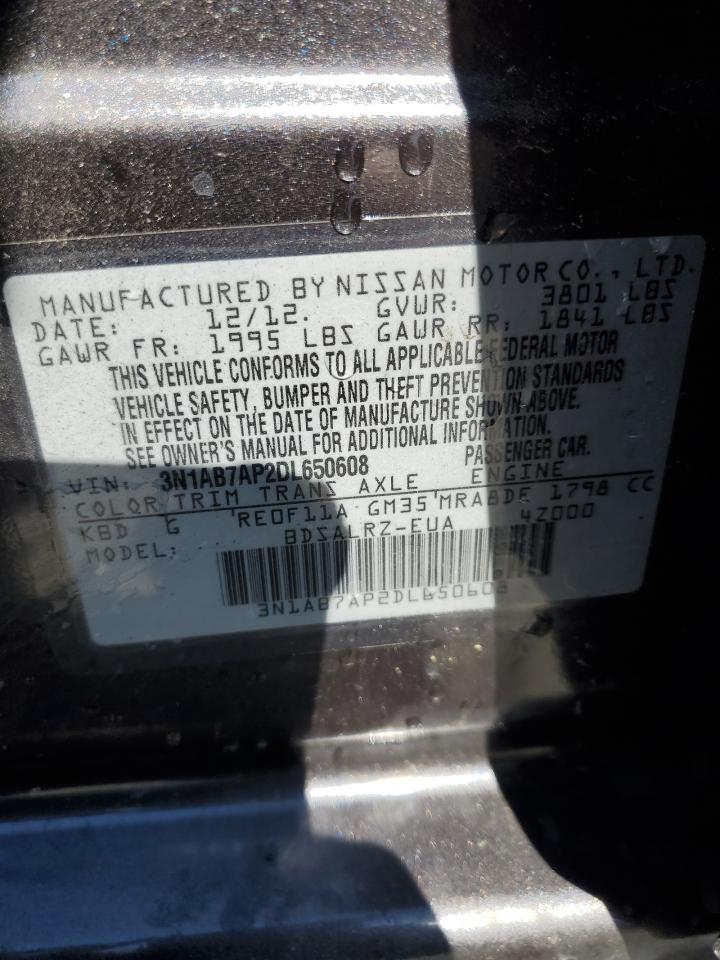 MANUFACTURED BY NISSAN MOTOR CO., LTD.
DATE: 12/12. GVWR: 3801 LBS
GAWR FR: 1995 LBS GAWR RR: 1841 LBS
THIS VEHICLE CONFORMS TO ALL APPLICABLE FEDERAL MOTOR
VEHICLE SAFETY, BUMPER AND THEFT PREVENTION STANDARDS
IN EFFECT ON THE DATE OF MANUFACTURE SHOWN ABOVE.
SEE OWNER'S MANUAL FOR ADDITIONAL INFORMATION.
VIN: 3N1AB7AP2DL650608 PASSENGER CAR.
COLOR TRIM TRANS AXLE ENGINE
KBD G RE0F11A GM35 MRA8DE 1798 CC
MODEL: BDSALRZ-EUA 4Z000
3N1AB7AP2DL650608